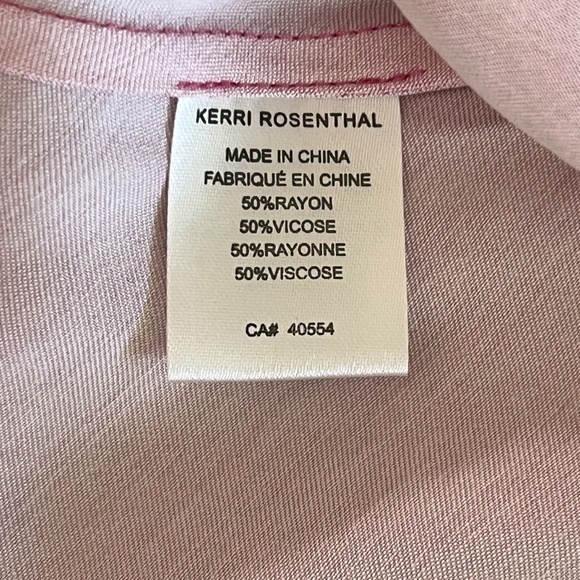 KERRI ROSENTHAL
MADE IN CHINA
FABRIQUÉ EN CHINE
50%RAYON
50%VICOSE
50%RAYONNE
50%VISCOSE
CA# 40554